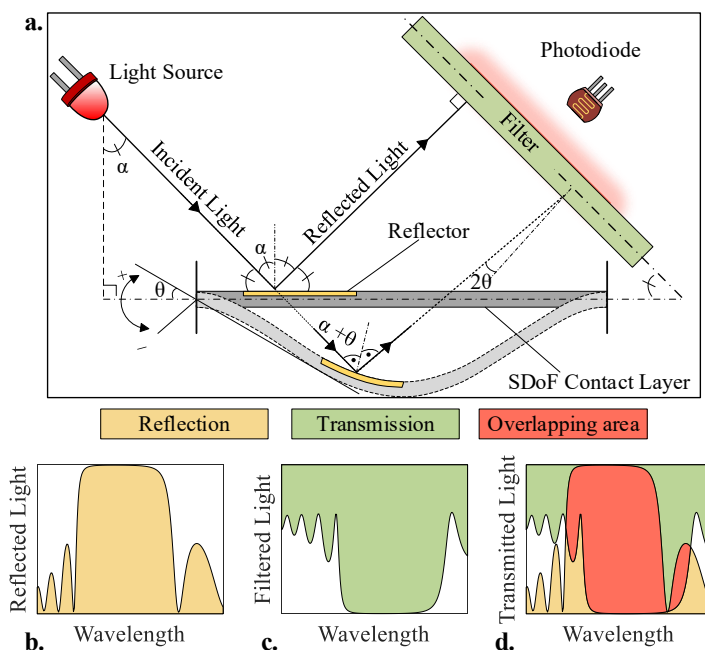 a.
Light Source
Photodiode
Filter
α
Incident Light
Reflected Light
α
Reflector
+
θ
−
2θ
α+θ
SDoF Contact Layer
Reflection
Transmission
Overlapping area
Reflected Light
Filtered Light
Transmitted Light
b.
Wavelength
c.
Wavelength
d.
Wavelength